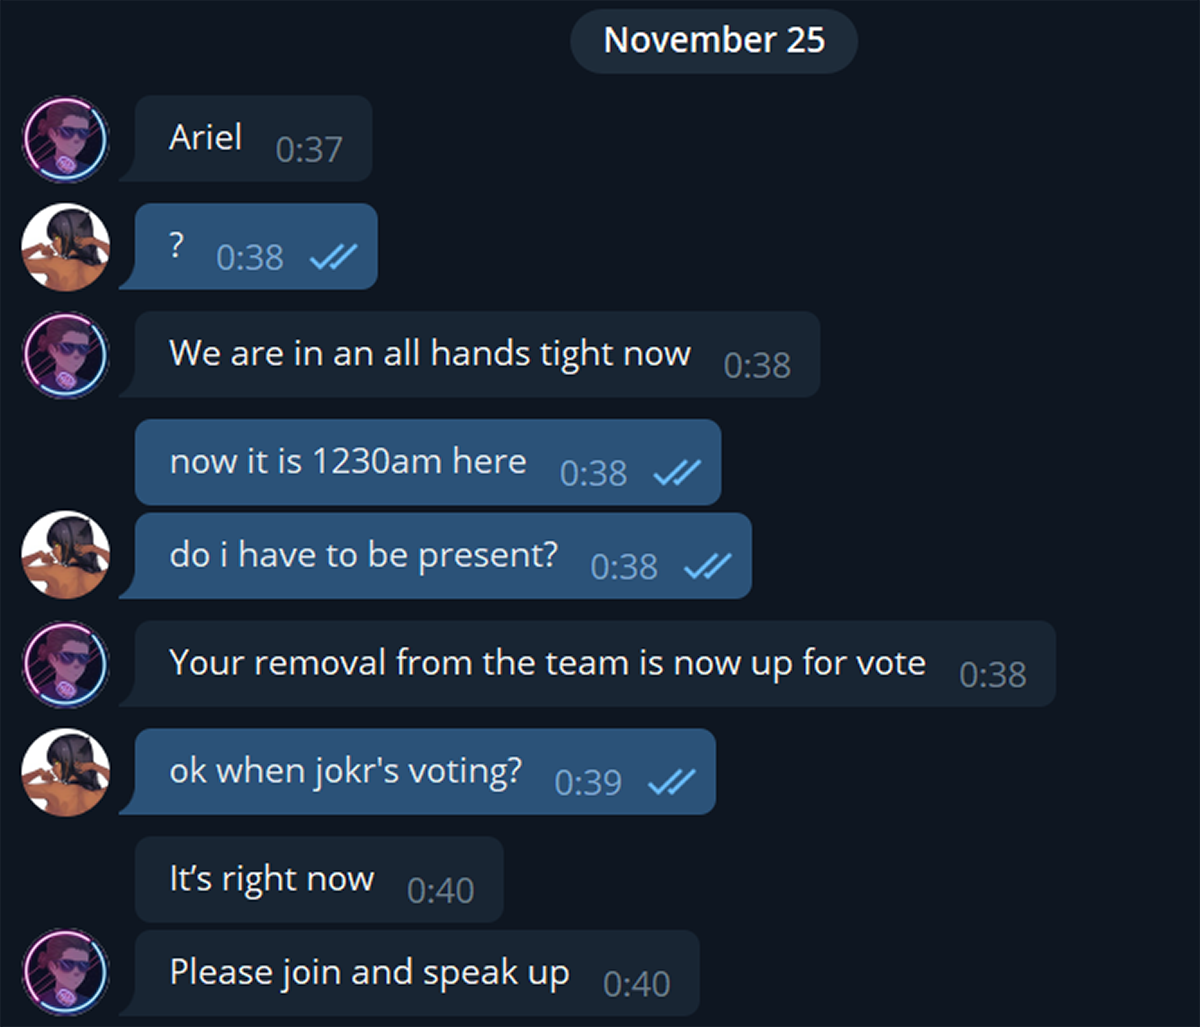 November 25
Ariel 0:37
? 0:38
We are in an all hands tight now 0:38
now it is 1230am here 0:38
do i have to be present? 0:38
Your removal from the team is now up for vote 0:38
ok when jokr's voting? 0:39
It’s right now 0:40
Please join and speak up 0:40